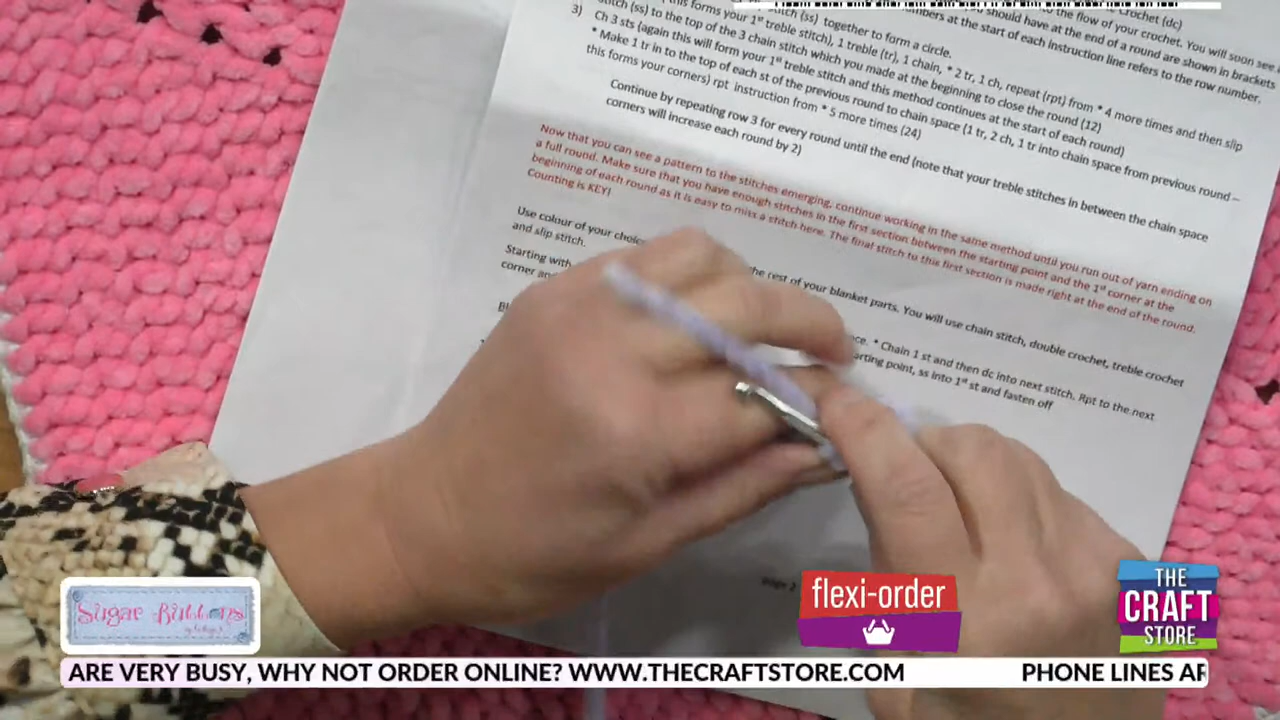 to the flow of your crochet. You will soon see
you should have at the end of a round are shown in brackets
numbers at the start of each instruction line refers to the row number.
stitch (ss) together to form a circle.
3)
this forms your 1st treble stitch), 1 treble (tr), 1 chain, * 2 tr, 1 ch, repeat (rpt) from * 4 more times and then slip
stitch (ss) to the top of the 3 chain stitch which you made at the beginning to close the round (12)
Ch 3 sts (again this will form your 1st treble stitch and this method continues at the start of each round)
* Make 1 tr in to the top of each st of the previous round to chain space (1 tr, 2 ch, 1 tr into chain space from previous round –
this forms your corners) rpt instruction from * 5 more times (24)
Continue by repeating row 3 for every round until the end (note that your treble stitches in between the chain space
corners will increase each round by 2)
Now that you can see a pattern to the stitches emerging, continue working in the same method until you run out of yarn ending on
a full round. Make sure that you have enough stitches in the first section between the starting point and the 1st corner at the
beginning of each round as it is easy to miss a stitch here. The final stitch to this first section is made right at the end of the round.
Counting is KEY!
Use colour of your choice the rest of your blanket parts. You will use chain stitch, double crochet, treble crochet
and slip stitch.
Starting with * Chain 1 st and then dc into next stitch. Rpt to the next
corner starting point, ss into 1st st and fasten off
page 2
Sugar Ribbons
flexi-order
THE
CRAFT
STORE
ARE VERY BUSY, WHY NOT ORDER ONLINE? WWW.THECRAFTSTORE.COM PHONE LINES